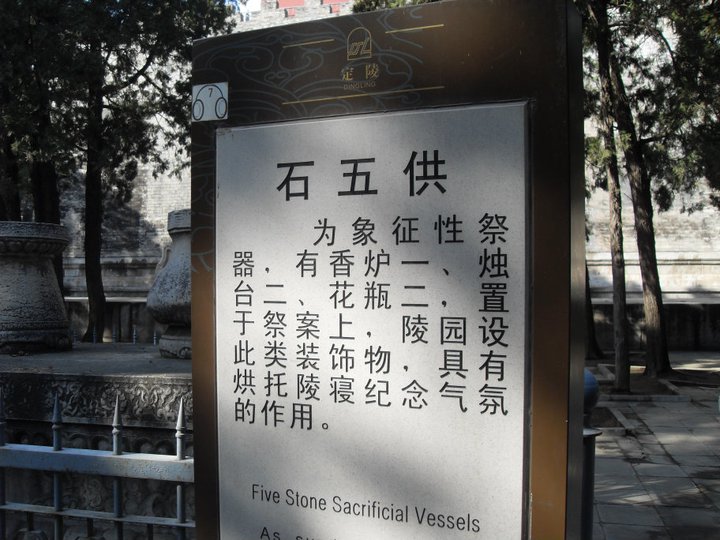 定陵
DINGLING
7
石五供
为象征性祭
器，有香炉一、烛
台二、花瓶二，置
于祭案上，陵园设
此类装饰物，具有
烘托陵寝纪念气氛
的作用。
Five Stone Sacrificial Vessels
As